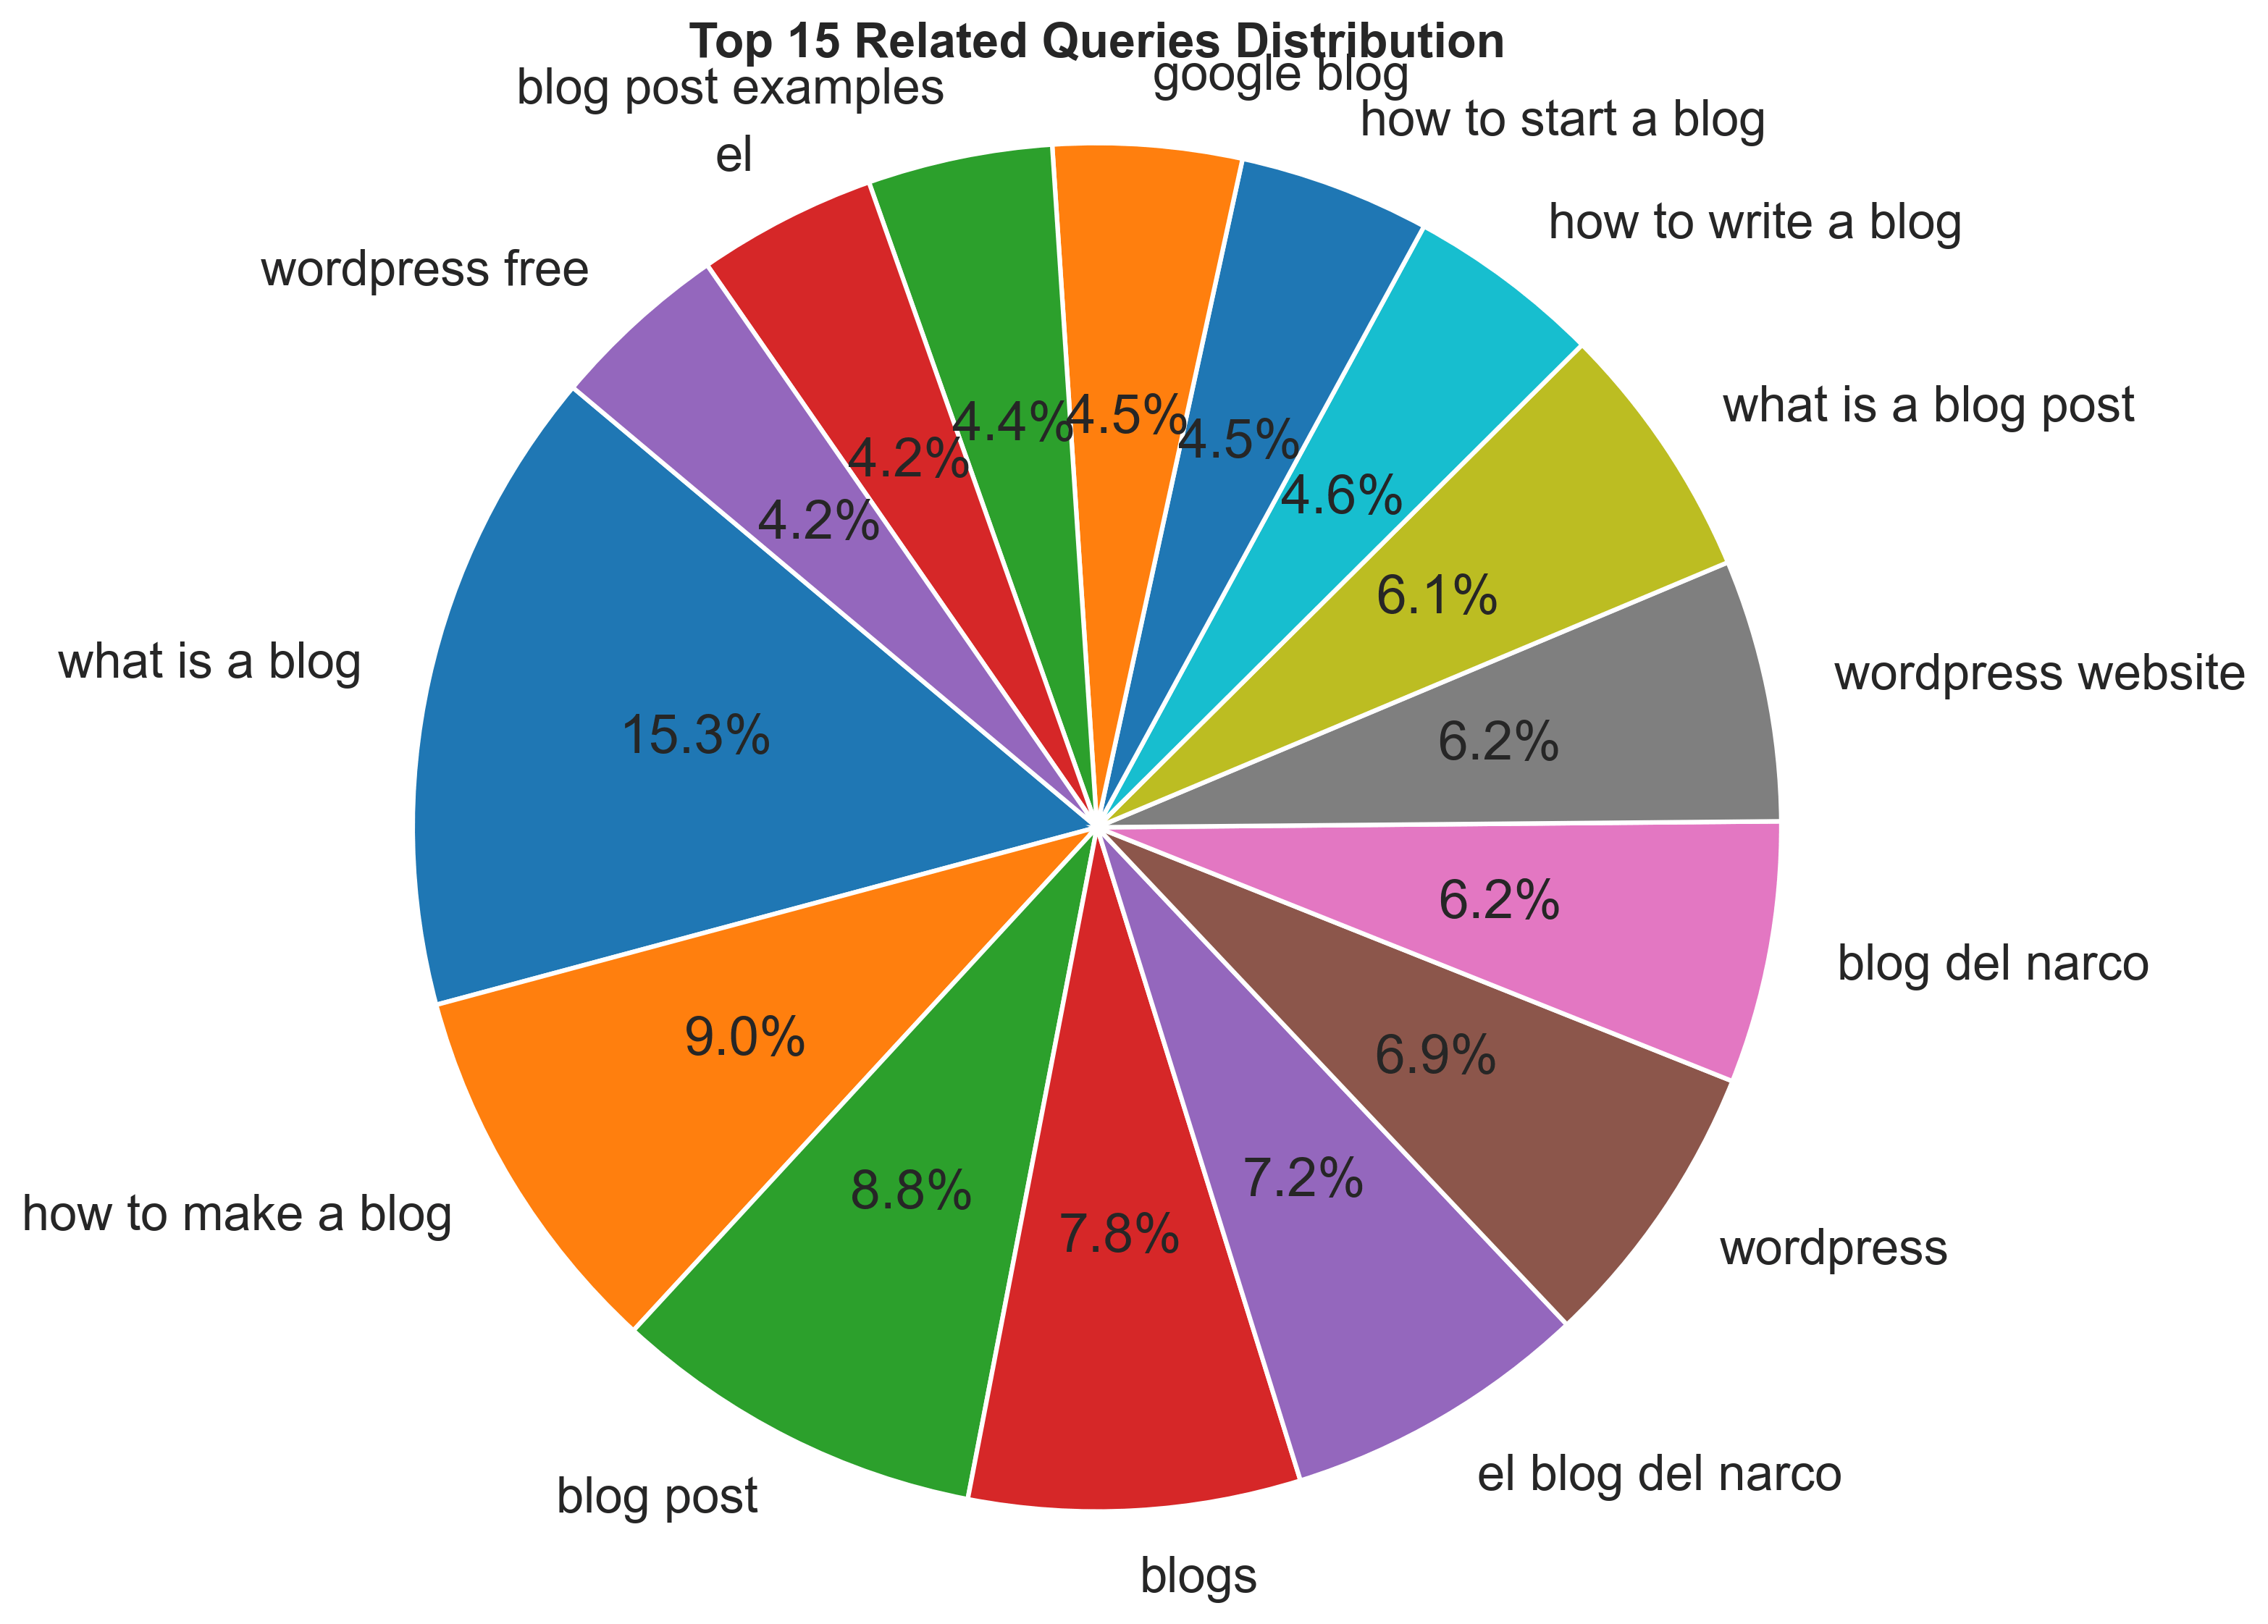 Top 15 Related Queries Distribution
google blog
blog post examples
how to start a blog
el
how to write a blog
wordpress free
what is a blog post
4.5%
4.4%
4.5%
4.2%
4.6%
4.2%
6.1%
what is a blog
wordpress website
15.3%
6.2%
6.2%
blog del narco
9.0%
6.9%
how to make a blog
8.8%
7.2%
7.8%
wordpress
blog post
el blog del narco
blogs